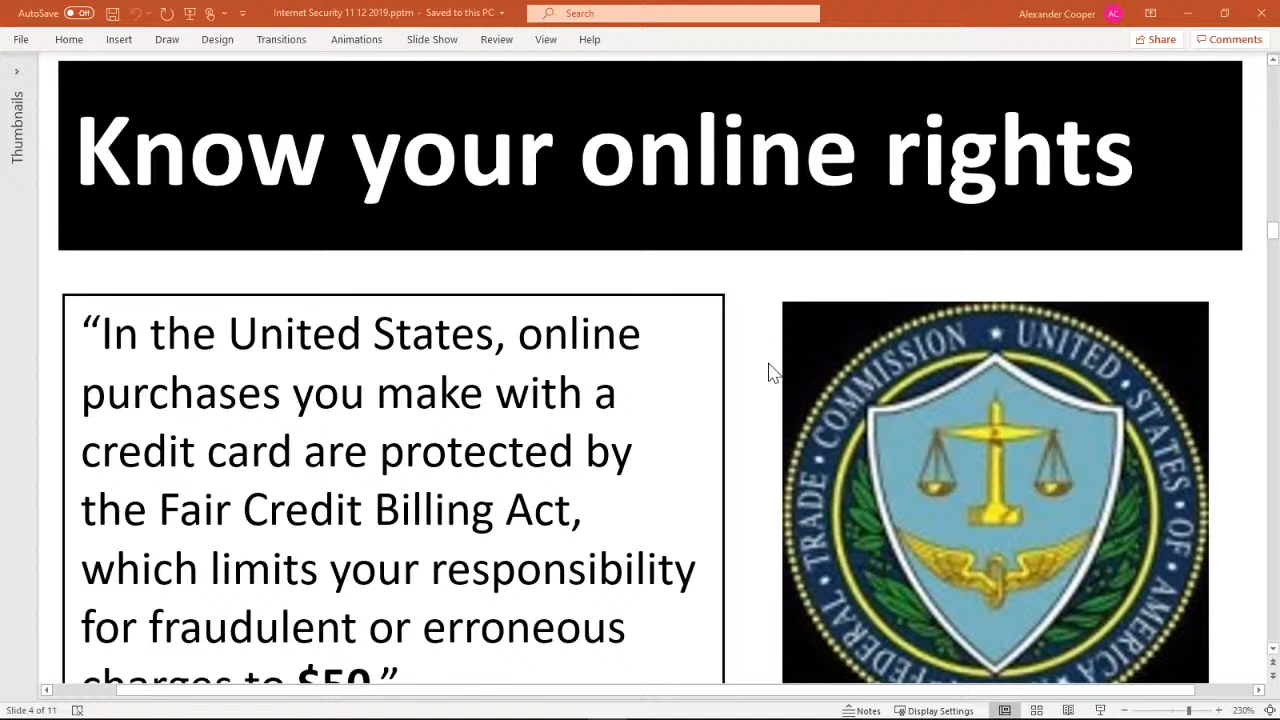 AutoSave Off Internet Security 11 12 2019.pptm - Saved to this PC Search Alexander Cooper AC
File Home Insert Draw Design Transitions Animations Slide Show Review View Help Share Comments
Thumbnails
Know your online rights
“In the United States, online
purchases you make with a
credit card are protected by
the Fair Credit Billing Act,
which limits your responsibility
for fraudulent or erroneous
charges to $50.”
FEDERAL • TRADE • COMMISSION ★ UNITED • STATES • OF • AMERICA
Slide 4 of 11 Notes Display Settings 230%